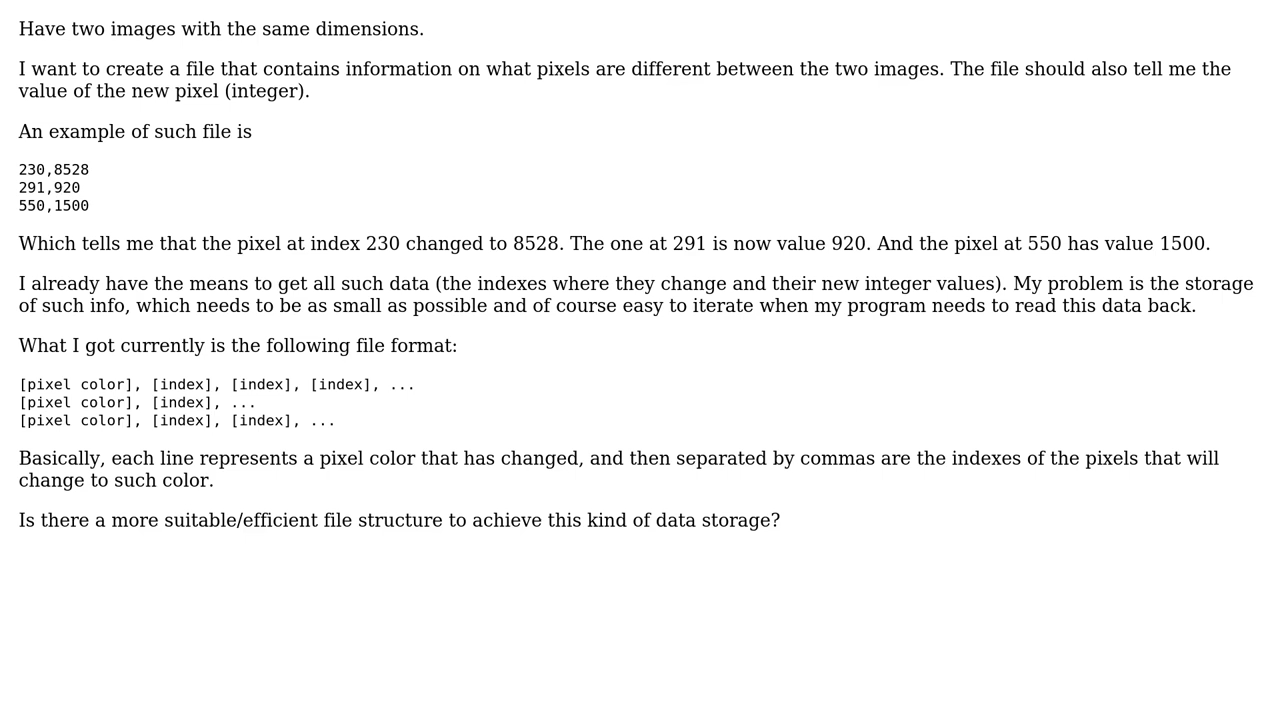 Have two images with the same dimensions.
I want to create a file that contains information on what pixels are different between the two images. The file should also tell me the
value of the new pixel (integer).
An example of such file is
230,8528
291,920
550,1500
Which tells me that the pixel at index 230 changed to 8528. The one at 291 is now value 920. And the pixel at 550 has value 1500.
I already have the means to get all such data (the indexes where they change and their new integer values). My problem is the storage
of such info, which needs to be as small as possible and of course easy to iterate when my program needs to read this data back.
What I got currently is the following file format:
[pixel color], [index], [index], [index], ...
[pixel color], [index], ...
[pixel color], [index], [index], ...
Basically, each line represents a pixel color that has changed, and then separated by commas are the indexes of the pixels that will
change to such color.
Is there a more suitable/efficient file structure to achieve this kind of data storage?